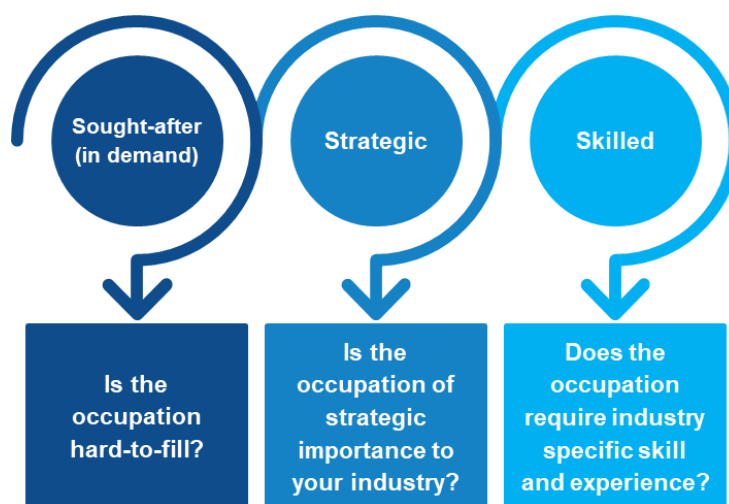 Sought-after
(in demand)
Strategic
Skilled
Is the
occupation
hard-to-fill?
Is the
occupation of
strategic
importance to
your industry?
Does the
occupation
require industry
specific skill
and experience?